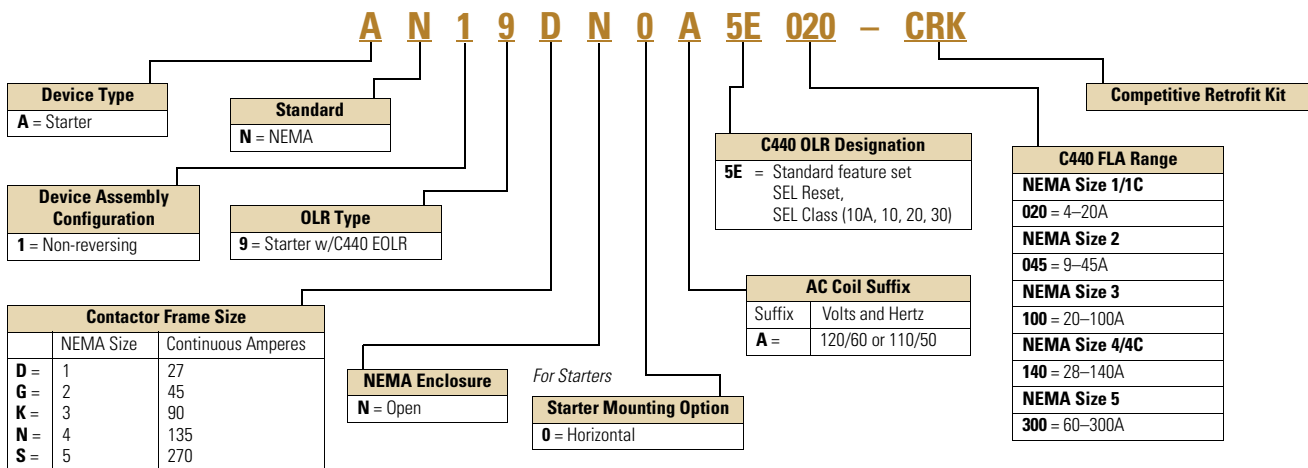 A N 1 9 D N 0 A 5E 020 – CRK
Device Type
A = Starter
Standard
N = NEMA
Competitive Retrofit Kit
C440 OLR Designation
5E = Standard feature set
SEL Reset,
SEL Class (10A, 10, 20, 30)
C440 FLA Range
NEMA Size 1/1C
020 = 4–20A
NEMA Size 2
045 = 9–45A
NEMA Size 3
100 = 20–100A
NEMA Size 4/4C
140 = 28–140A
NEMA Size 5
300 = 60–300A
Device Assembly
Configuration
1 = Non-reversing
OLR Type
9 = Starter w/C440 EOLR
AC Coil Suffix
Suffix Volts and Hertz
A = 120/60 or 110/50
Contactor Frame Size
NEMA Size Continuous Amperes
D = 1 27
G = 2 45
K = 3 90
N = 4 135
S = 5 270
NEMA Enclosure
N = Open
For Starters
Starter Mounting Option
0 = Horizontal